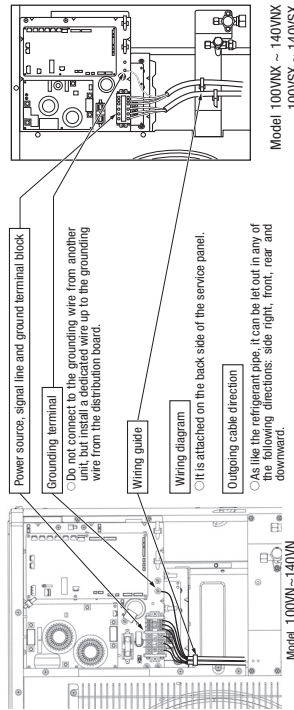 Power source, signal line and ground terminal block
Grounding terminal
○Do not connect to the grounding wire from another
unit, but install a dedicated wire up to the grounding
wire from the distribution board.
Wiring guide
Wiring diagram
○It is attached on the back side of the service panel.
Outgoing cable direction
○As like the refrigerant pipe, it can be let out in any of
the following directions: side right, front, rear and
downward.
Model 100VN~140VN
Model 100VNX ~ 140VNX
100VSX ~ 140VSX